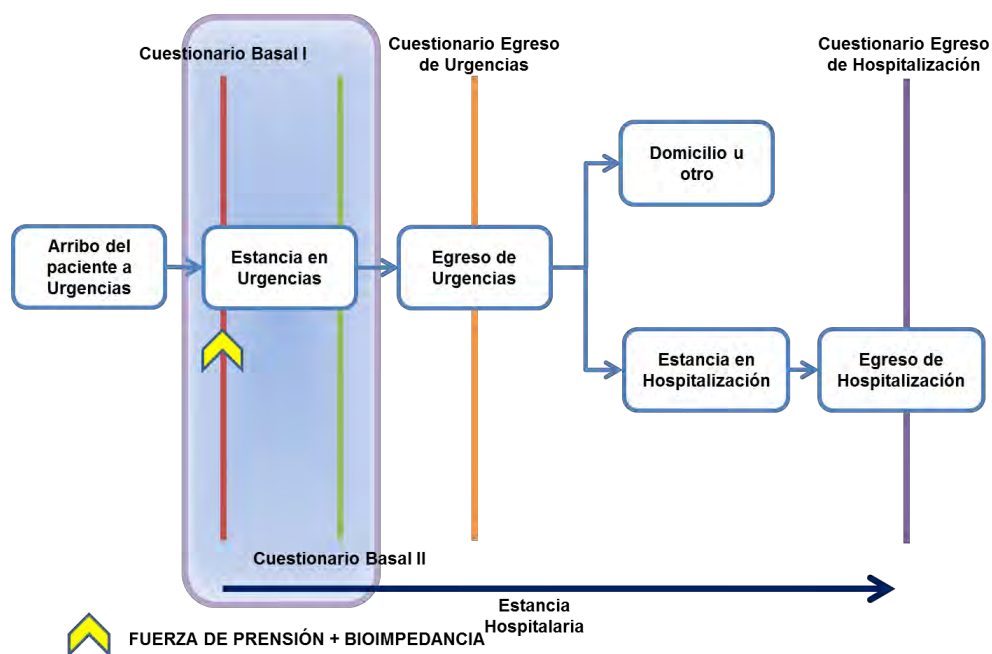 Cuestionario Basal I
Cuestionario Egreso
de Urgencias
Cuestionario Egreso
de Hospitalización
Domicilio u
otro
Arribo del
paciente a
Urgencias
Estancia en
Urgencias
Egreso de
Urgencias
Estancia en
Hospitalización
Egreso de
Hospitalización
Cuestionario Basal II
Estancia
Hospitalaria
FUERZA DE PRENSIÓN + BIOIMPEDANCIA